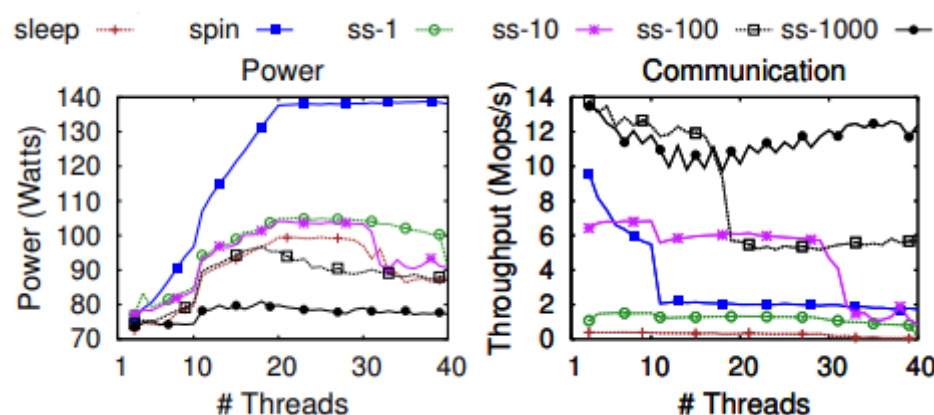 sleep spin ss-1 ss-10 ss-100 ss-1000
Power Communication
140
130
120
110
100
90
80
70
Power (Watts)
1 10 20 30 40
# Threads
14
12
10
8
6
4
2
0
Throughput (Mops/s)
1 10 20 30 40
# Threads